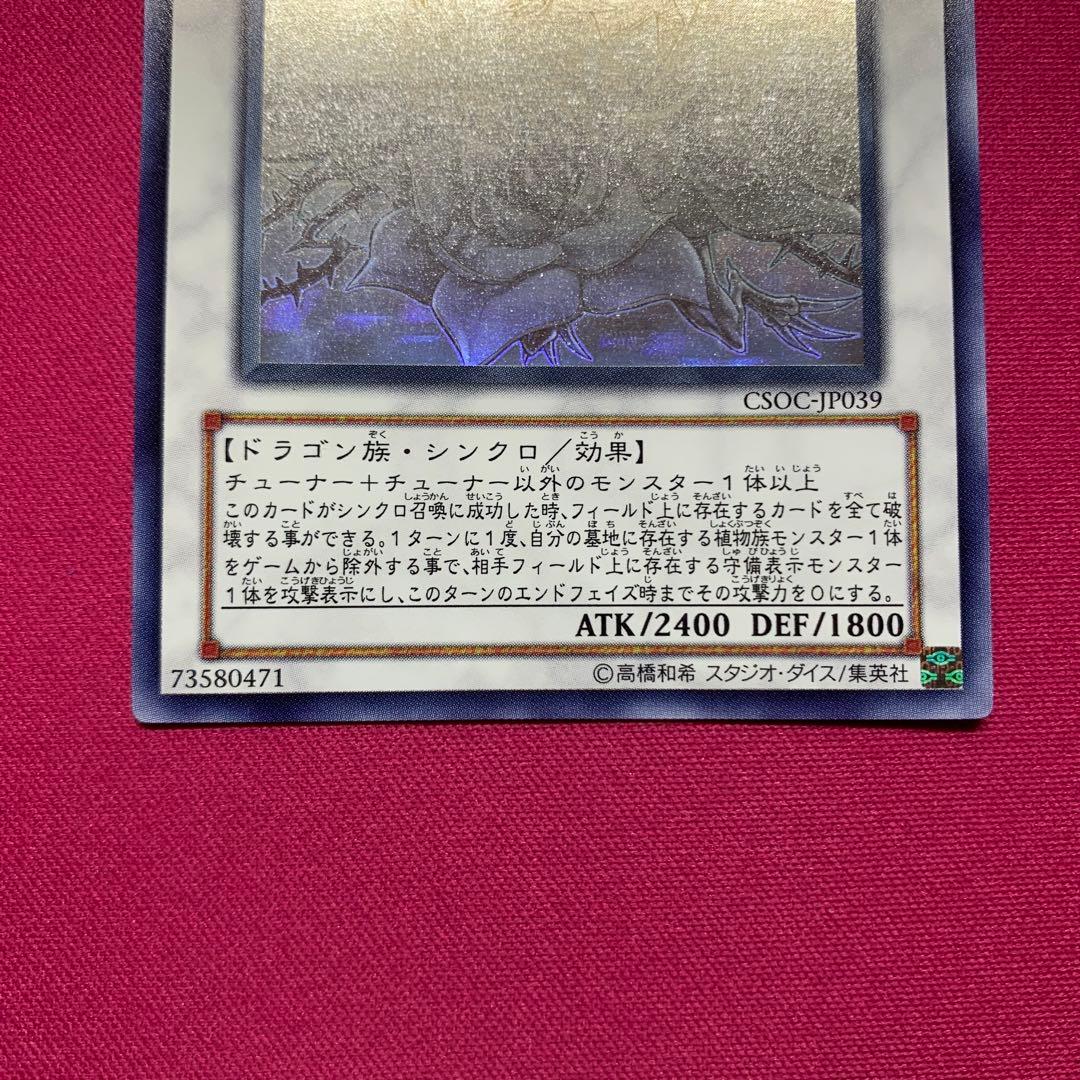 CSOC-JP039
【ドラゴン族・シンクロ／効果】
チューナー＋チューナー以外のモンスター１体以上
このカードがシンクロ召喚に成功した時、フィールド上に存在するカードを全て破
壊する事ができる。１ターンに１度、自分の墓地に存在する植物族モンスター１体
をゲームから除外する事で、相手フィールド上に存在する守備表示モンスター
１体を攻撃表示にし、このターンのエンドフェイズ時までその攻撃力を０にする。
ATK/2400 DEF/1800
73580471 ©高橋和希 スタジオ・ダイス/集英社